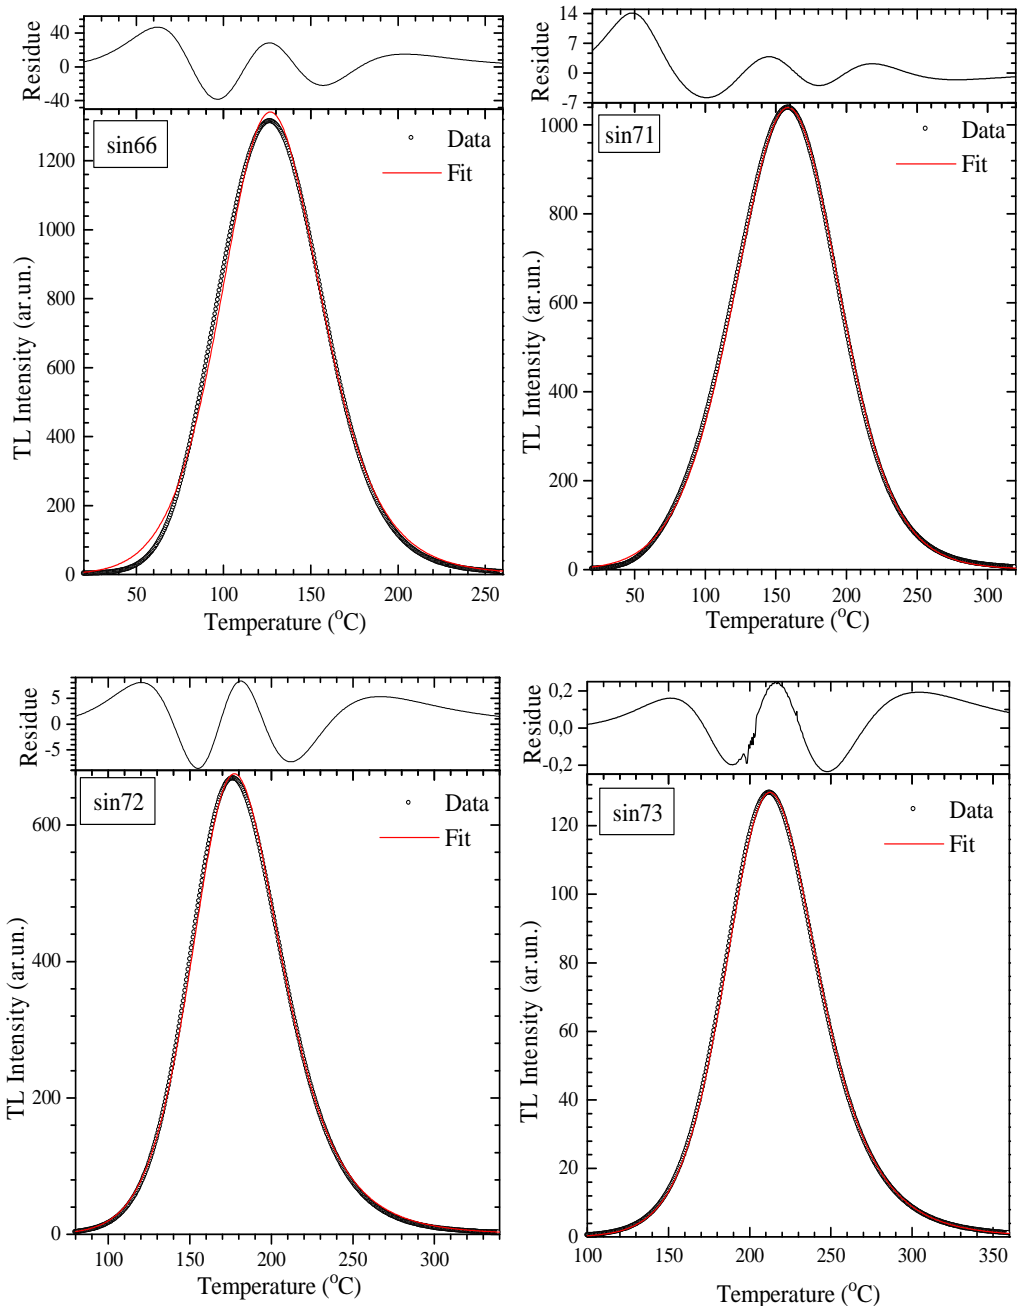 Residue
40
0
-40
sin66
Data
Fit
TL Intensity (ar.un.)
1200
1000
800
600
400
200
0
50
100
150
200
250
Temperature (°C)
Residue
14
7
0
-7
sin71
Data
Fit
TL Intensity (ar.un.)
1000
800
600
400
200
0
50
100
150
200
250
300
Temperature (°C)
Residue
5
0
-5
sin72
Data
Fit
TL Intensity (ar.un.)
600
400
200
0
100
150
200
250
300
Temperature (°C)
Residue
0,2
0,0
-0,2
sin73
Data
Fit
TL Intensity (ar.un.)
120
100
80
60
40
20
0
100
150
200
250
300
350
Temperature (°C)